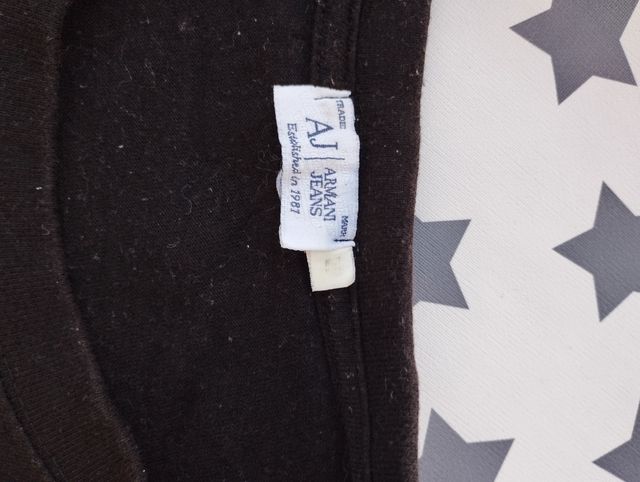 TRADE MARK
AJ | ARMANI
JEANS
Established in 1981